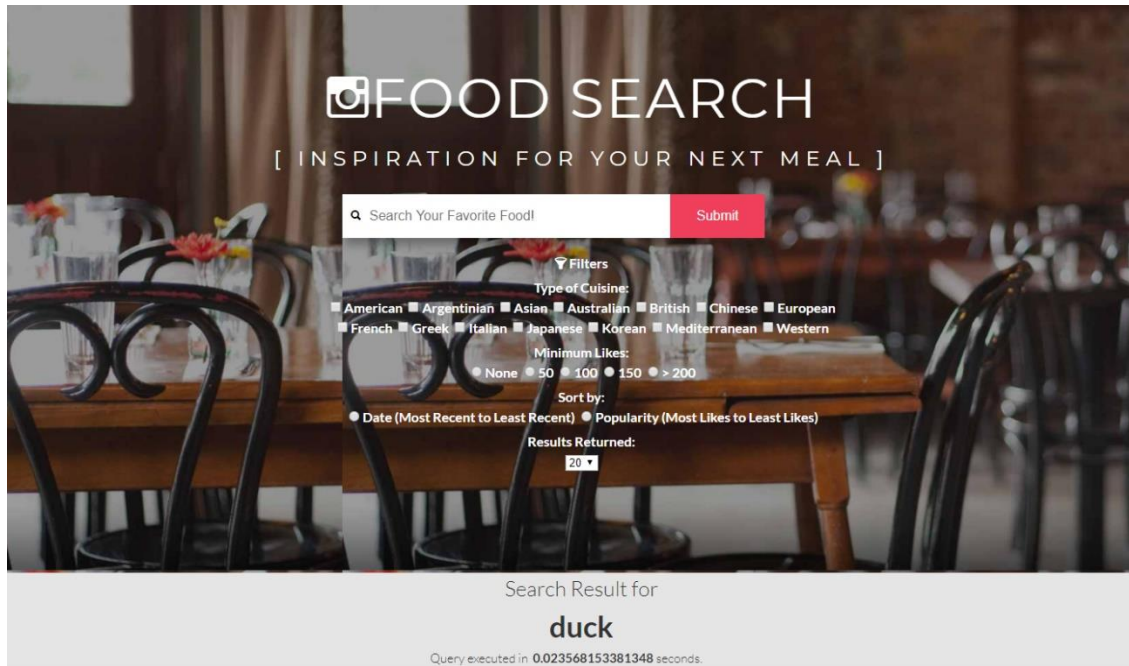 FOOD SEARCH
[ INSPIRATION FOR YOUR NEXT MEAL ]
Search Your Favorite Food! Submit
Filters
Type of Cuisine:
American Argentinian Asian Australian British Chinese European
French Greek Italian Japanese Korean Mediterranean Western
Minimum Likes:
None 50 100 150 > 200
Sort by:
Date (Most Recent to Least Recent) Popularity (Most Likes to Least Likes)
Results Returned:
20
Search Result for
duck
Query executed in 0.023568153381348 seconds.